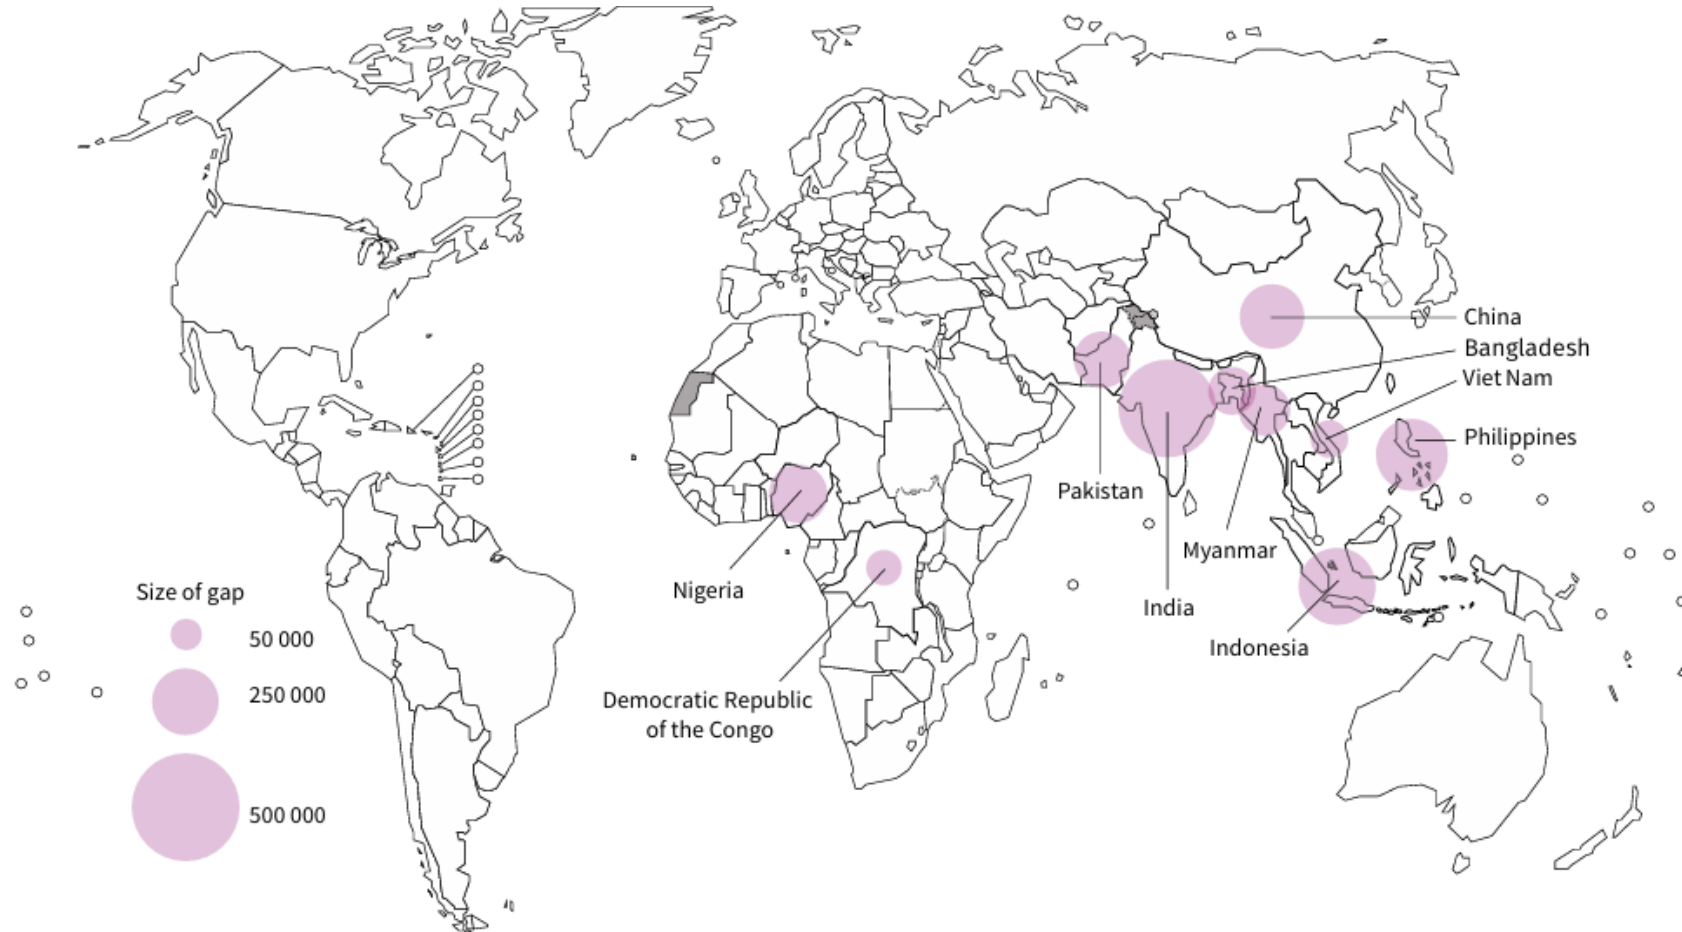 China
Bangladesh
Viet Nam
Philippines
Pakistan
Myanmar
India
Indonesia
Nigeria
Democratic Republic
of the Congo
Size of gap
50 000
250 000
500 000